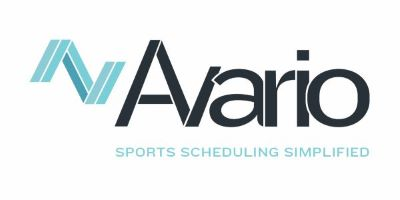 Avario
SPORTS SCHEDULING SIMPLIFIED